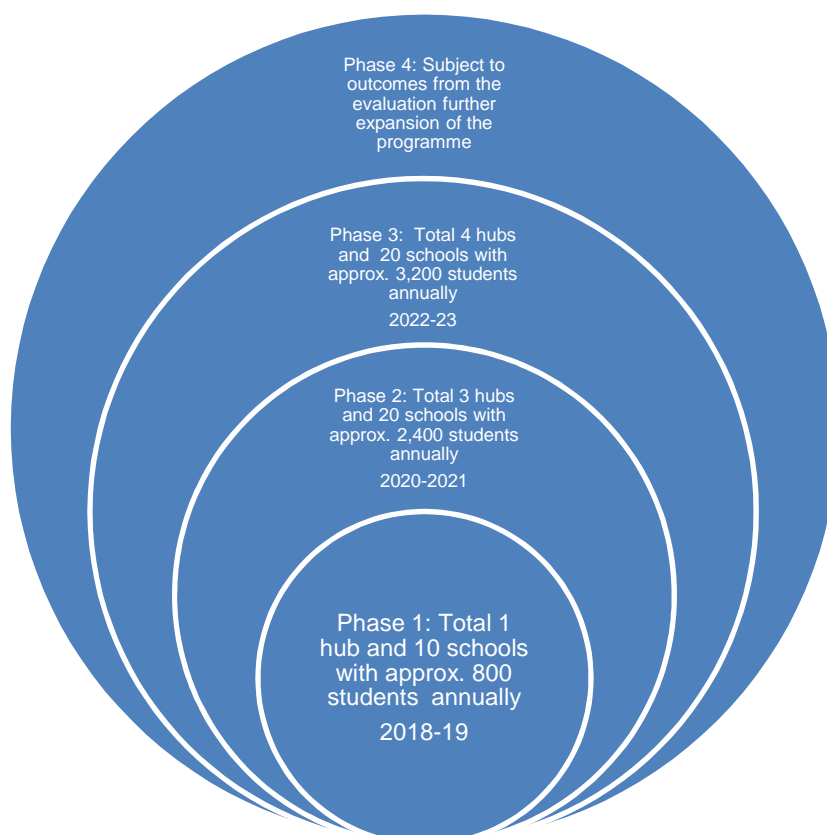 Phase 4: Subject to
outcomes from the
evaluation further
expansion of the
programme
Phase 3:  Total 4 hubs
and  20 schools with
approx. 3,200 students
annually
2022-23
Phase 2: Total 3 hubs
and 20 schools with
approx. 2,400 students
annually
2020-2021
Phase 1: Total 1
hub and 10 schools
with approx. 800
students  annually
2018-19